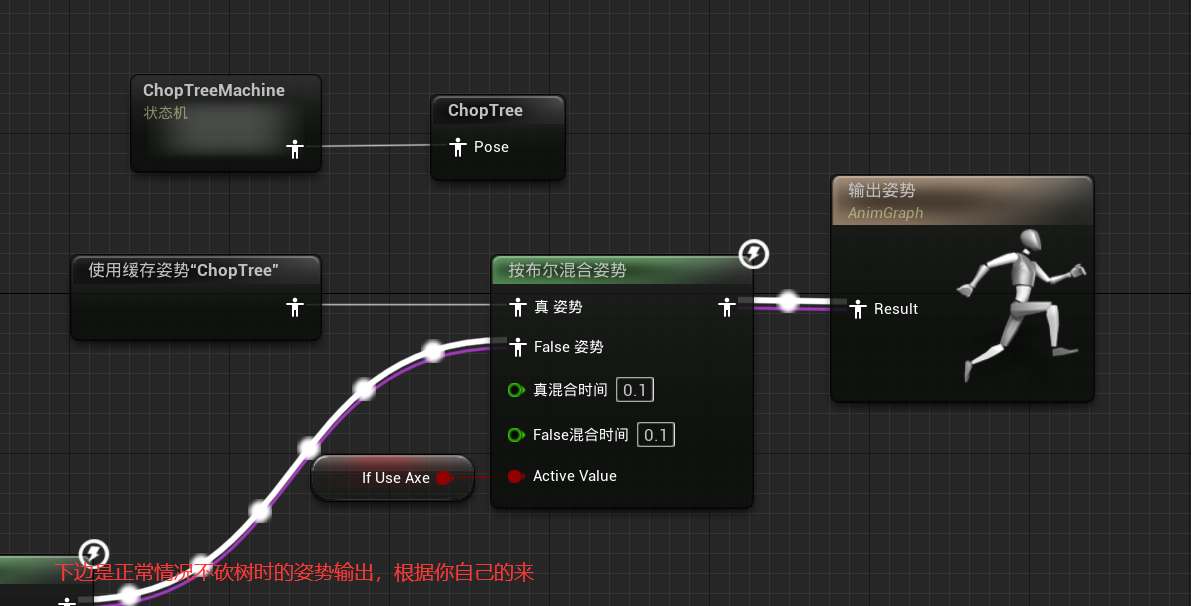 ChopTreeMachine
状态机
ChopTree
Pose
输出姿势
AnimGraph
Result
使用缓存姿势“ChopTree”
按布尔混合姿势
真 姿势
False 姿势
真混合时间 0.1
False混合时间 0.1
If Use Axe
Active Value
下边是正常情况不砍树时的姿势输出，根据你自己的来